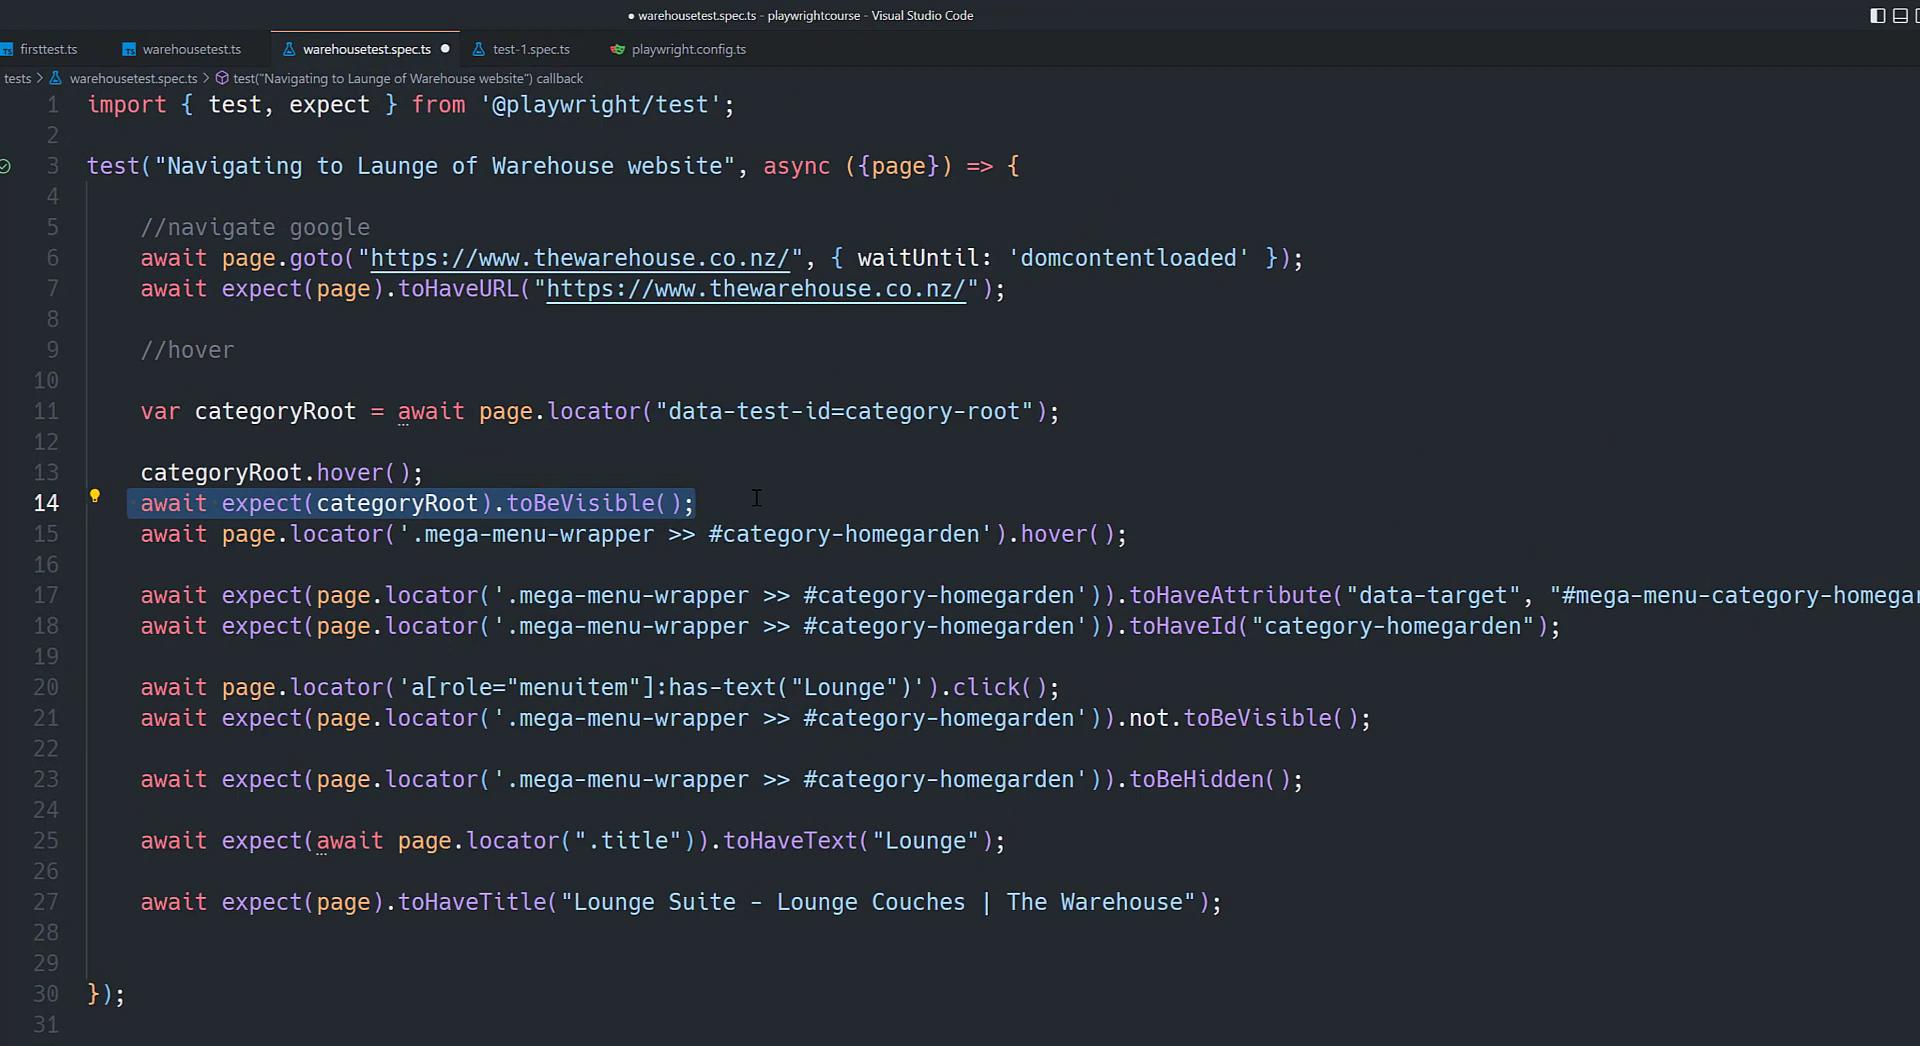 ● warehousetest.spec.ts - playwrightcourse - Visual Studio Code
TS firsttest.ts TS warehousetest.ts warehousetest.spec.ts ● test-1.spec.ts playwright.config.ts
tests > warehousetest.spec.ts > test("Navigating to Launge of Warehouse website") callback
1 import { test, expect } from '@playwright/test';
2
3 test("Navigating to Launge of Warehouse website", async ({page}) => {
4
5 //navigate google
6 await page.goto("https://www.thewarehouse.co.nz/", { waitUntil: 'domcontentloaded' });
7 await expect(page).toHaveURL("https://www.thewarehouse.co.nz/");
8
9 //hover
10
11 var categoryRoot = await page.locator("data-test-id=category-root");
12
13 categoryRoot.hover();
14 await expect(categoryRoot).toBeVisible();
15 await page.locator('.mega-menu-wrapper >> #category-homegarden').hover();
16
17 await expect(page.locator('.mega-menu-wrapper >> #category-homegarden')).toHaveAttribute("data-target", "#mega-menu-category-homegar
18 await expect(page.locator('.mega-menu-wrapper >> #category-homegarden')).toHaveId("category-homegarden");
19
20 await page.locator('a[role="menuitem"]:has-text("Lounge")').click();
21 await expect(page.locator('.mega-menu-wrapper >> #category-homegarden')).not.toBeVisible();
22
23 await expect(page.locator('.mega-menu-wrapper >> #category-homegarden')).toBeHidden();
24
25 await expect(await page.locator(".title")).toHaveText("Lounge");
26
27 await expect(page).toHaveTitle("Lounge Suite - Lounge Couches | The Warehouse");
28
29
30 });
31